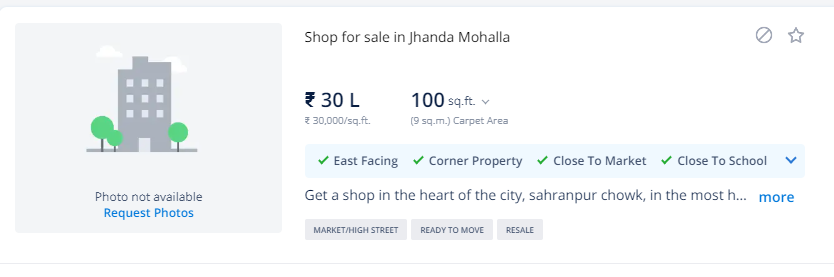 Shop for sale in Jhanda Mohalla
₹ 30 L
100 sq.ft.
₹ 30,000/sq.ft.
(9 sq.m.) Carpet Area
East Facing
Corner Property
Close To Market
Close To School
Photo not available
Request Photos
Get a shop in the heart of the city, sahranpur chowk, in the most h... more
MARKET/HIGH STREET
READY TO MOVE
RESALE